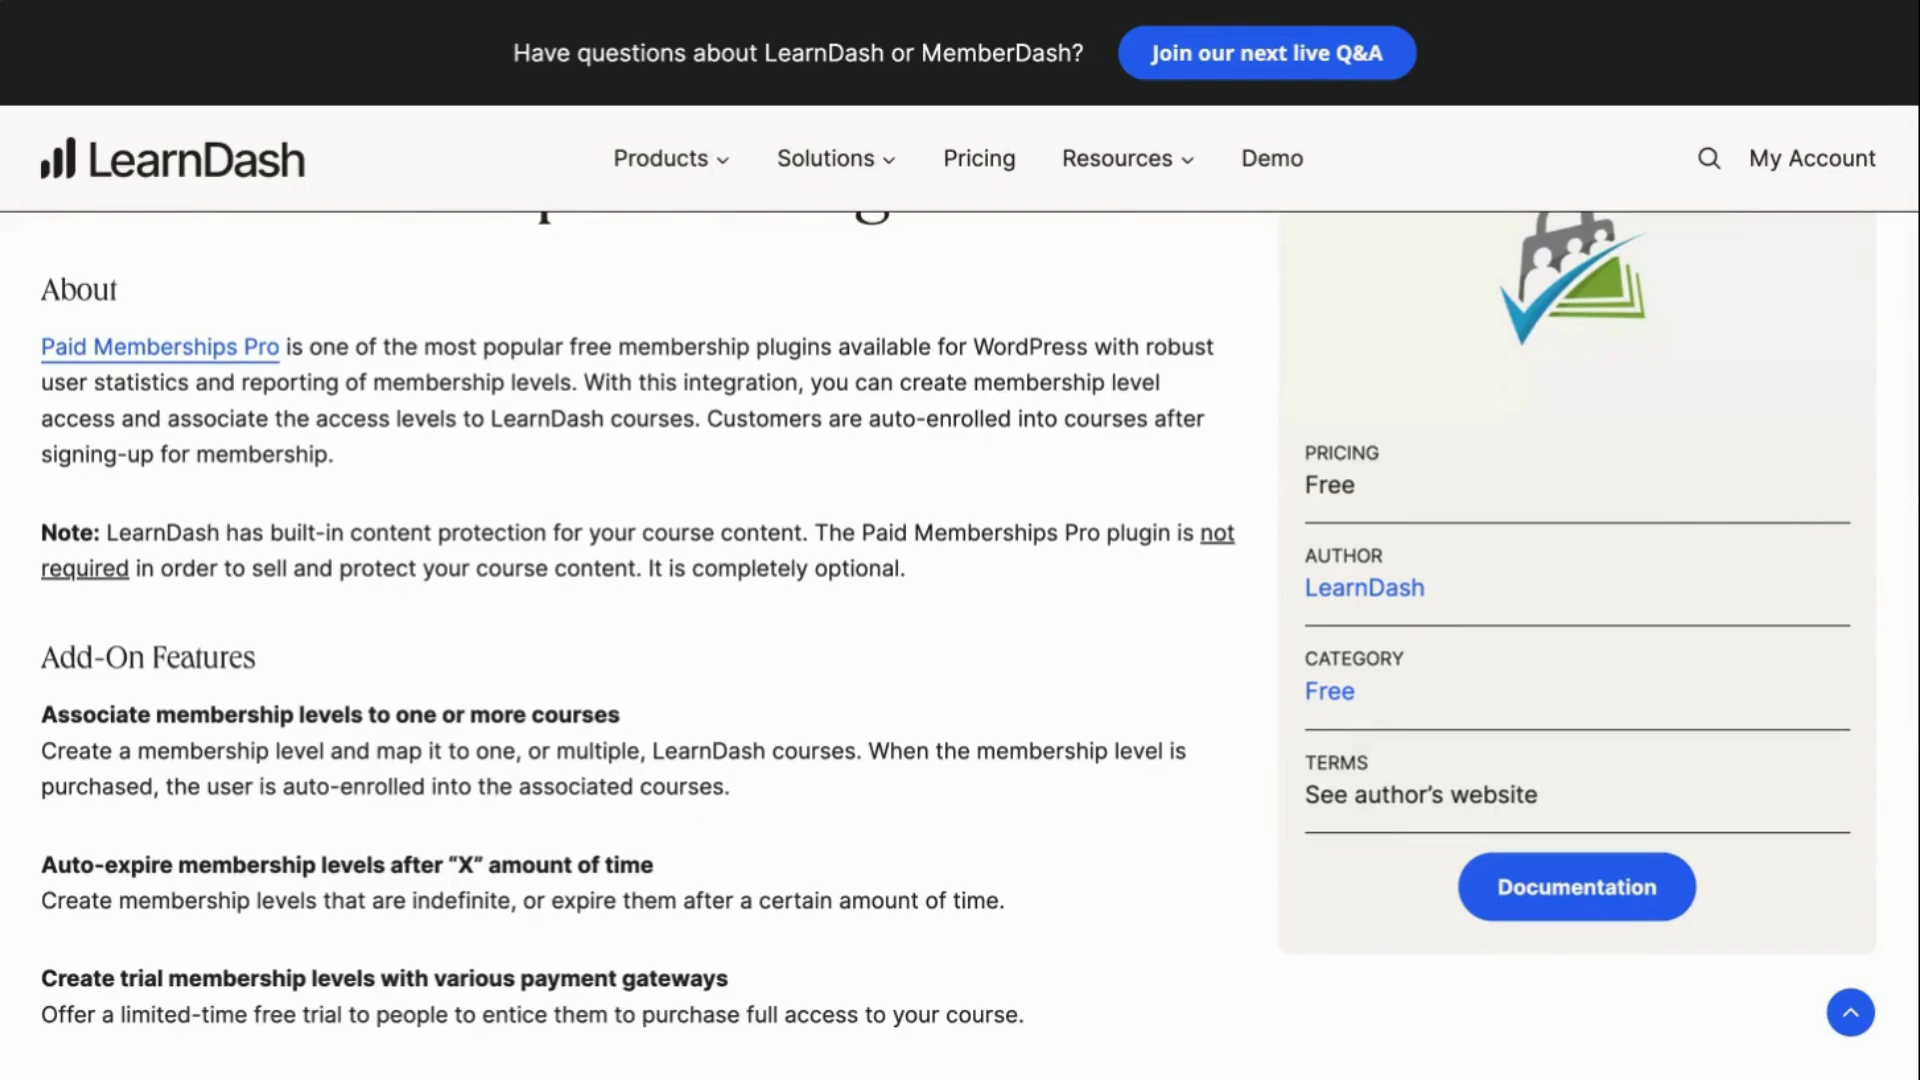 Have questions about LearnDash or MemberDash?
Join our next live Q&A
LearnDash
Products
Solutions
Pricing
Resources
Demo
My Account
About
Paid Memberships Pro is one of the most popular free membership plugins available for WordPress with robust
user statistics and reporting of membership levels. With this integration, you can create membership level
access and associate the access levels to LearnDash courses. Customers are auto-enrolled into courses after
signing-up for membership.
Note: LearnDash has built-in content protection for your course content. The Paid Memberships Pro plugin is not
required in order to sell and protect your course content. It is completely optional.
Add-On Features
Associate membership levels to one or more courses
Create a membership level and map it to one, or multiple, LearnDash courses. When the membership level is
purchased, the user is auto-enrolled into the associated courses.
Auto-expire membership levels after “X” amount of time
Create membership levels that are indefinite, or expire them after a certain amount of time.
Create trial membership levels with various payment gateways
Offer a limited-time free trial to people to entice them to purchase full access to your course.
PRICING
Free
AUTHOR
LearnDash
CATEGORY
Free
TERMS
See author’s website
Documentation